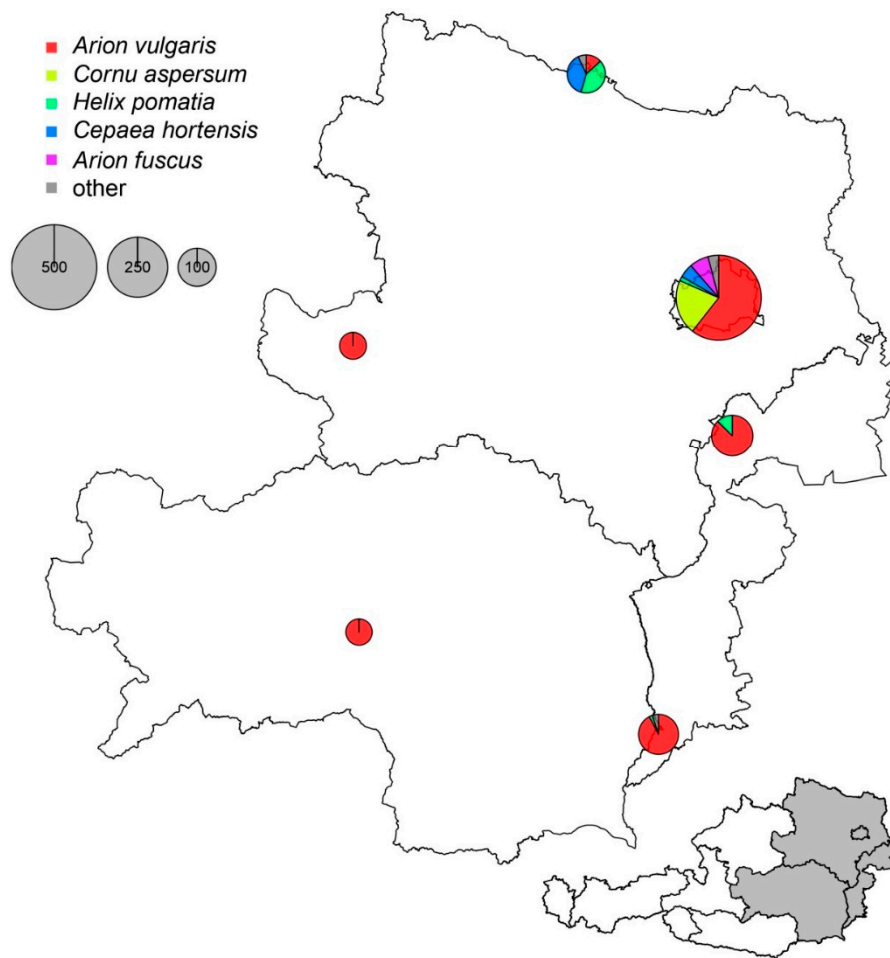 Arion vulgaris
Cornu aspersum
Helix pomatia
Cepaea hortensis
Arion fuscus
other
500 250 100